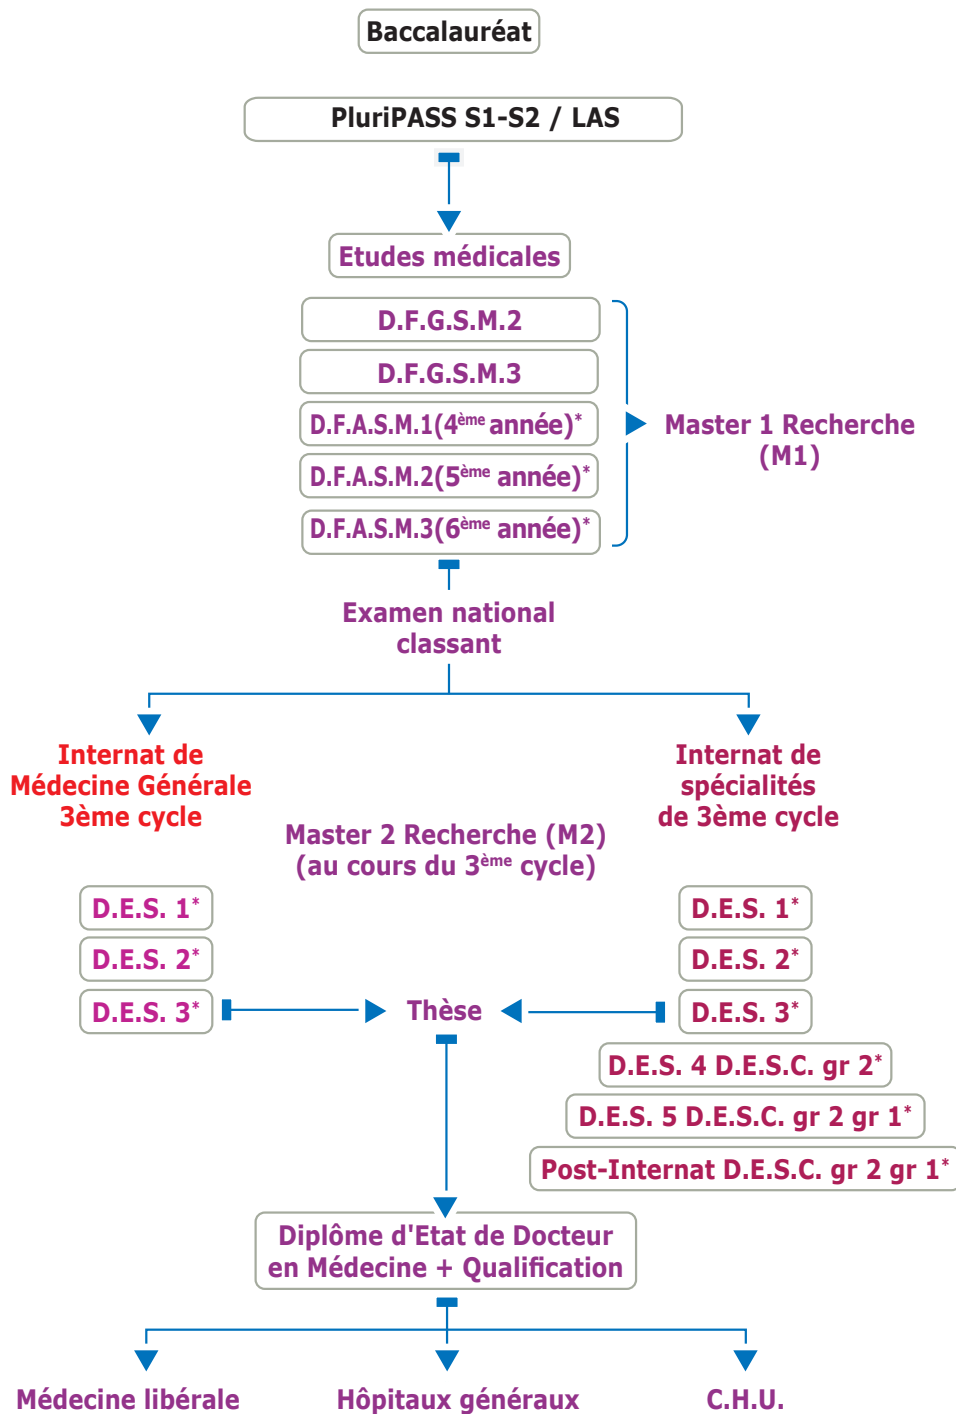 Baccalauréat
PluriPASS S1-S2 / LAS
Etudes médicales
D.F.G.S.M.2
D.F.G.S.M.3
D.F.A.S.M.1(4ème année)*
D.F.A.S.M.2(5ème année)*
D.F.A.S.M.3(6ème année)*
Master 1 Recherche
(M1)
Examen national
classant
Internat de
Médecine Générale
3ème cycle
Internat de
spécialités
de 3ème cycle
Master 2 Recherche (M2)
(au cours du 3ème cycle)
D.E.S. 1*
D.E.S. 2*
D.E.S. 3*
Thèse
D.E.S. 1*
D.E.S. 2*
D.E.S. 3*
D.E.S. 4 D.E.S.C. gr 2*
D.E.S. 5 D.E.S.C. gr 2 gr 1*
Post-Internat D.E.S.C. gr 2 gr 1*
Diplôme d'Etat de Docteur
en Médecine + Qualification
Médecine libérale
Hôpitaux généraux
C.H.U.